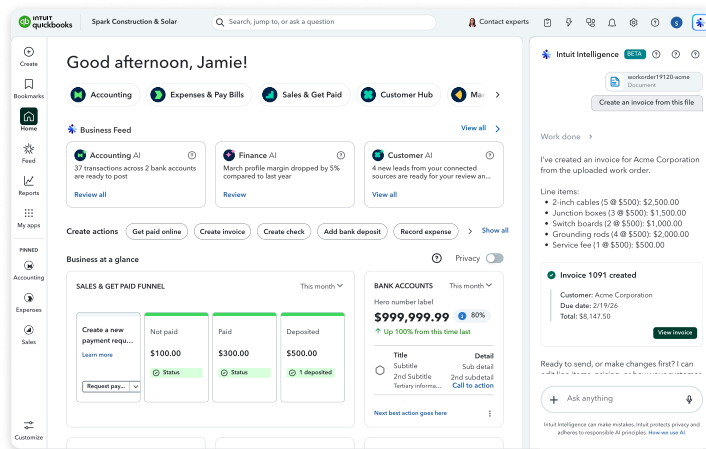 INTUIT
quickbooks
Spark Construction & Solar
Search, jump to, or ask a question
Contact experts
S
Create
Bookmarks
Home
Feed
Reports
My apps
PINNED
Accounting
Expenses
Sales
Customize
Good afternoon, Jamie!
Accounting
Expenses & Pay Bills
Sales & Get Paid
Customer Hub
Mar
Business Feed
View all
Accounting AI
37 transactions across 2 bank accounts
are ready to post
Review all
Finance AI
March profile margin dropped by 5%
compared to last year
Review
Customer AI
4 new leads from your connected
sources are ready for your review an...
View all
Create actions
Get paid online
Create invoice
Create check
Add bank deposit
Record expense
Show all
Business at a glance
Privacy
SALES & GET PAID FUNNEL
This month
Create a new
payment requ...
Learn more
Request pay...
Not paid
$100.00
Status
Paid
$300.00
Status
Deposited
$500.00
1 deposited
BANK ACCOUNTS
This month
Hero number label
$999,999.99
80%
Up 100% from this time last
Title
Subtitle
2nd Subtitle
Tertiary informa...
Detail
Sub detail
2nd subdetail
Call to action
Next best action goes here
Intuit Intelligence
BETA
workorder19120-acme
Document
Create an invoice from this file
Work done
I've created an invoice for Acme Corporation
from the uploaded work order.
Line items:
• 2-inch cables (5 @ $500): $2,500.00
• Junction boxes (3 @ $500): $1,500.00
• Switch boards (2 @ $500): $1,000.00
• Grounding rods (4 @ $500): $2,000.00
• Service fee (1 @ $500): $500.00
Invoice 1091 created
Customer: Acme Corporation
Due date: 2/19/26
Total: $8,147.50
View invoice
Ready to send, or make changes first? I can
Ask anything
Intuit Intelligence can make mistakes. Intuit protects privacy and
adheres to responsible AI principles. How we use AI.